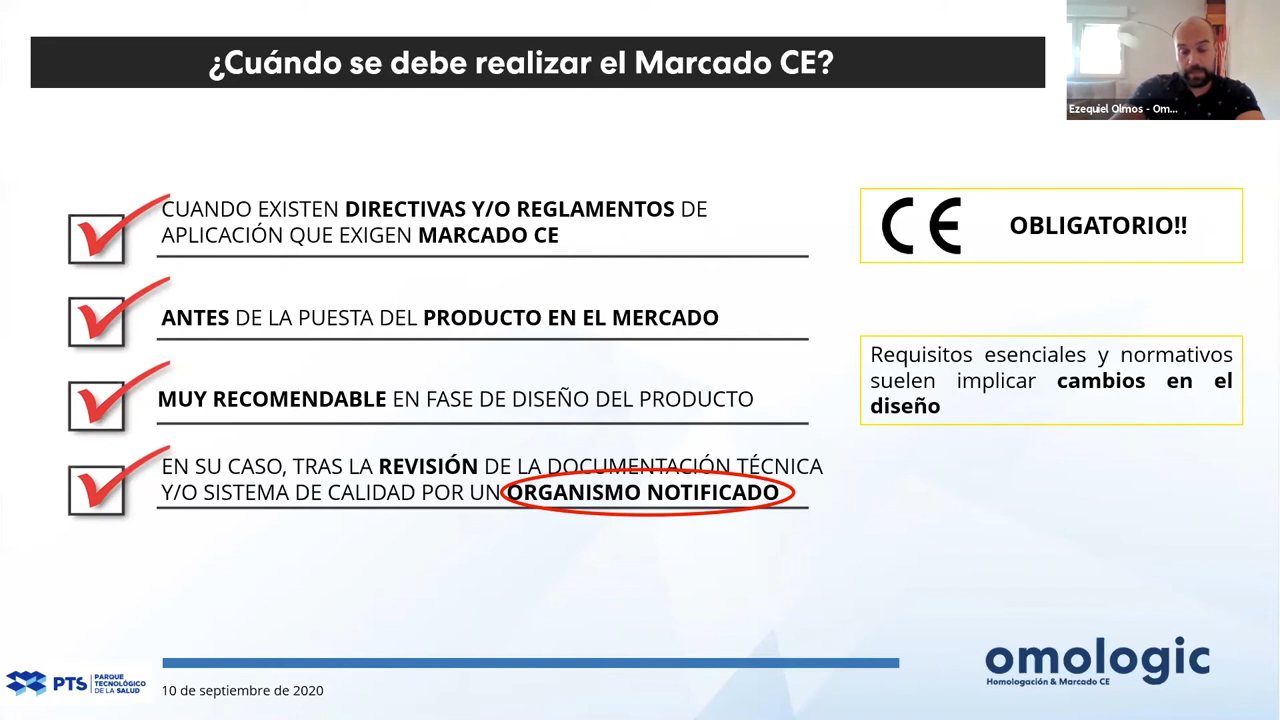 ¿Cuándo se debe realizar el Marcado CE?
Ezequiel Olmos - Om...
CUANDO EXISTEN DIRECTIVAS Y/O REGLAMENTOS DE
APLICACIÓN QUE EXIGEN MARCADO CE
CE OBLIGATORIO!!
ANTES DE LA PUESTA DEL PRODUCTO EN EL MERCADO
Requisitos esenciales y normativos
suelen implicar cambios en el
diseño
MUY RECOMENDABLE EN FASE DE DISEÑO DEL PRODUCTO
EN SU CASO, TRAS LA REVISIÓN DE LA DOCUMENTACIÓN TÉCNICA
Y/O SISTEMA DE CALIDAD POR UN ORGANISMO NOTIFICADO
omologic
Homologación & Marcado CE
PTS
PARQUE
TECNOLÓGICO
DE LA SALUD
10 de septiembre de 2020